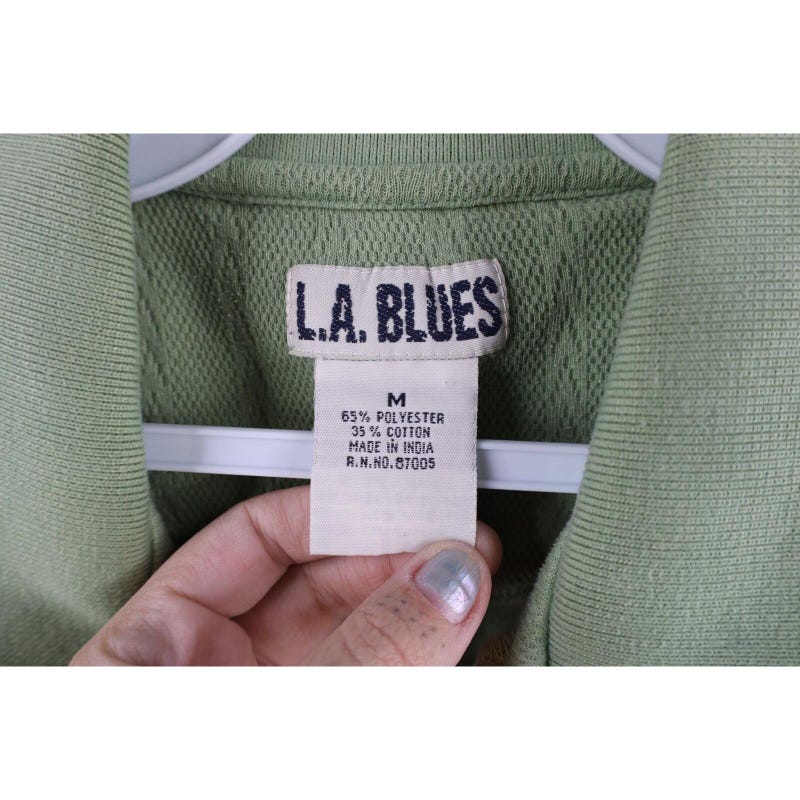 L.A. BLUES
M
65% POLYESTER
35% COTTON
MADE IN INDIA
R.N.NO.87005